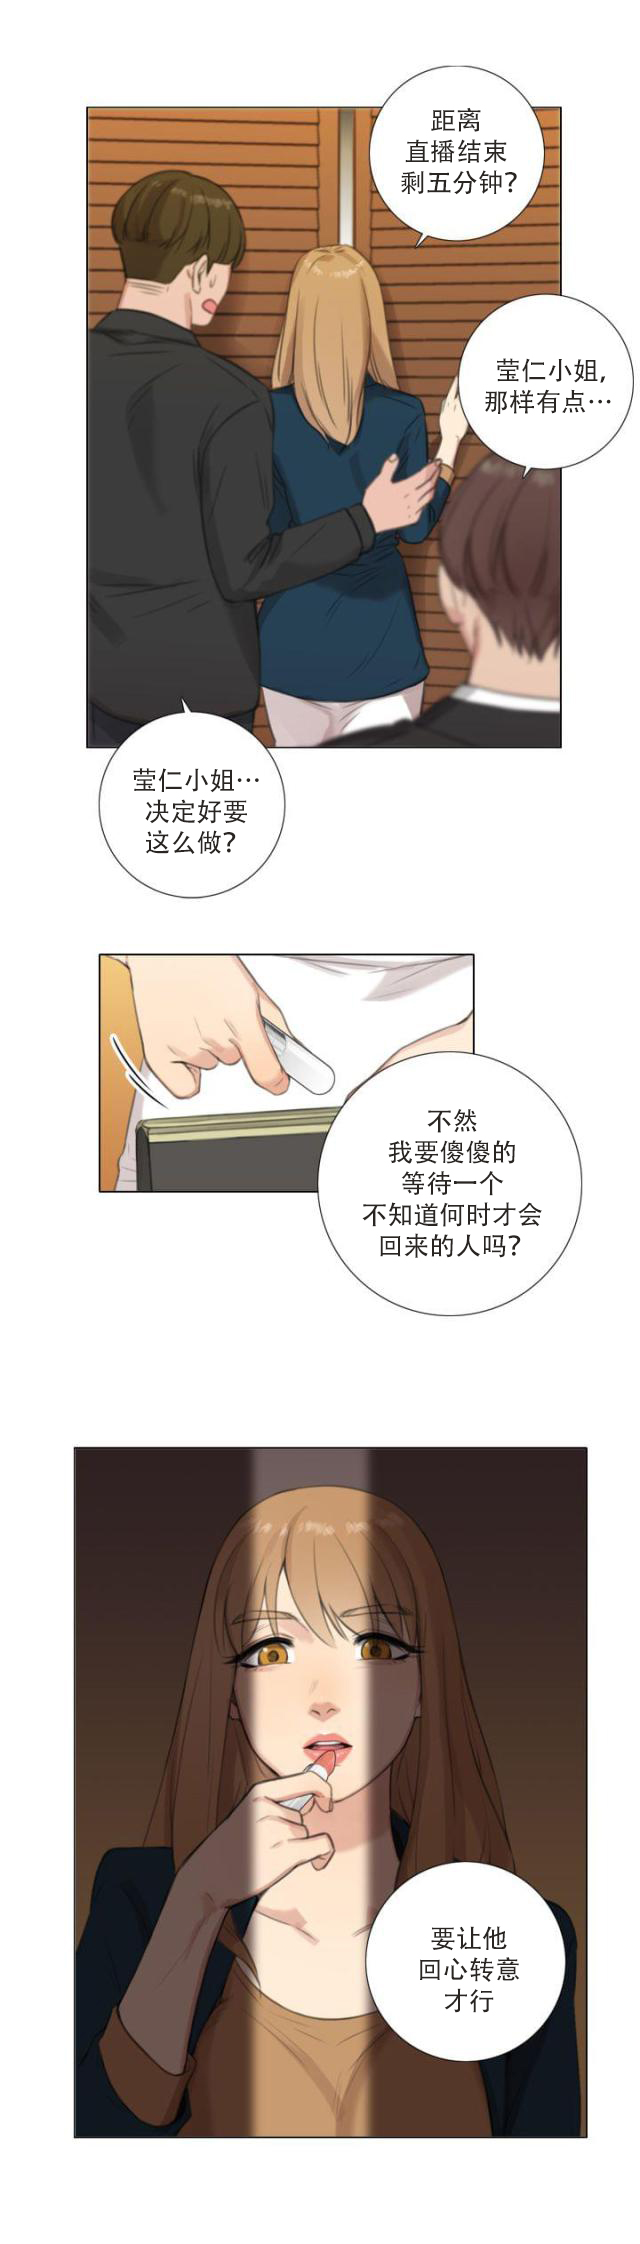 距离
直播结束
剩五分钟?
莹仁小姐,
那样有点…
莹仁小姐…
决定好要
这么做?
不然
我要傻傻的
等待一个
不知道何时才会
回来的人吗?
要让他
回心转意
才行